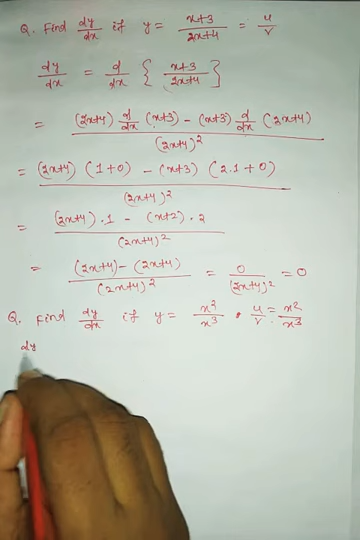 Q. Find dy/dx if y = x+3/2x+4 = u/v
dy/dx = d/dx { x+3/2x+4 }
= (2x+4) d/dx (x+3) - (x+3) d/dx (2x+4) / (2x+4)²
= (2x+4) (1+0) - (x+3) (2.1+0) / (2x+4)²
= (2x+4).1 - (x+2).2 / (2x+4)²
= (2x+4) - (2x+4) / (2x+4)² = 0/(2x+4)² = 0
Q. Find dy/dx if y = x²/x³ . u/v = x²/x³
dy